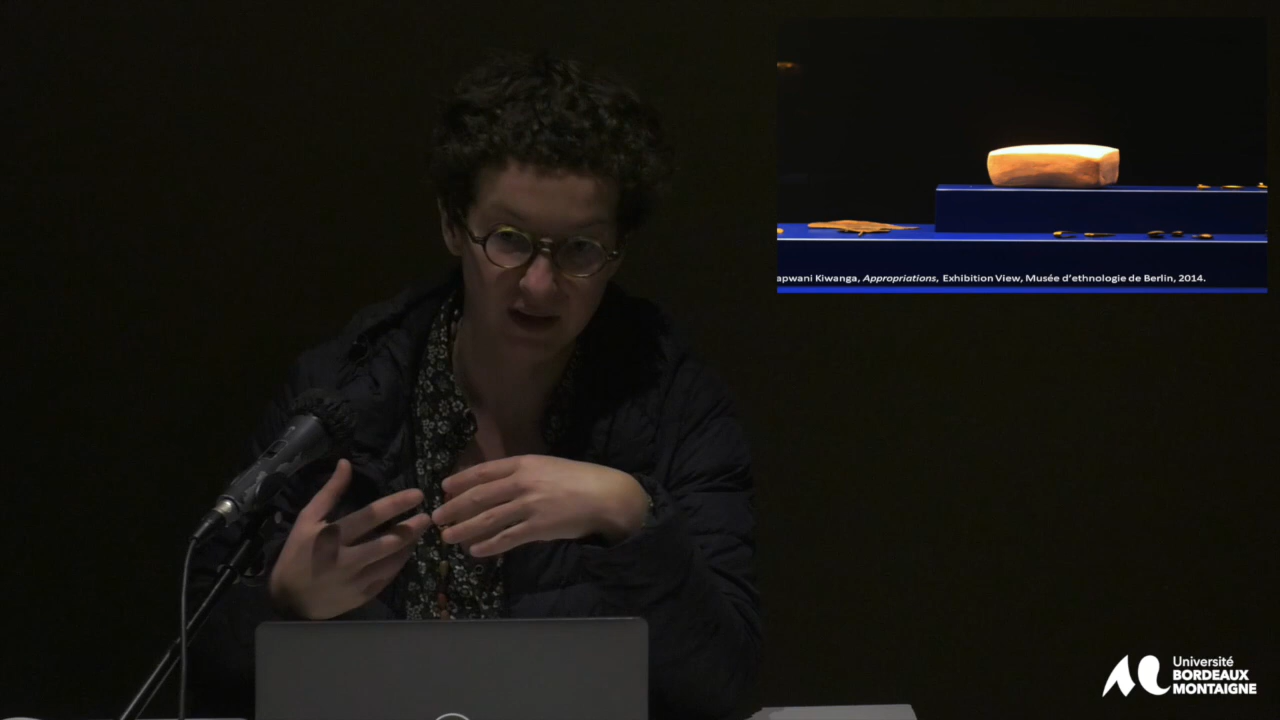 apwani Kiwanga, Appropriations, Exhibition View, Musée d'ethnologie de Berlin, 2014.
Université
BORDEAUX
MONTAIGNE